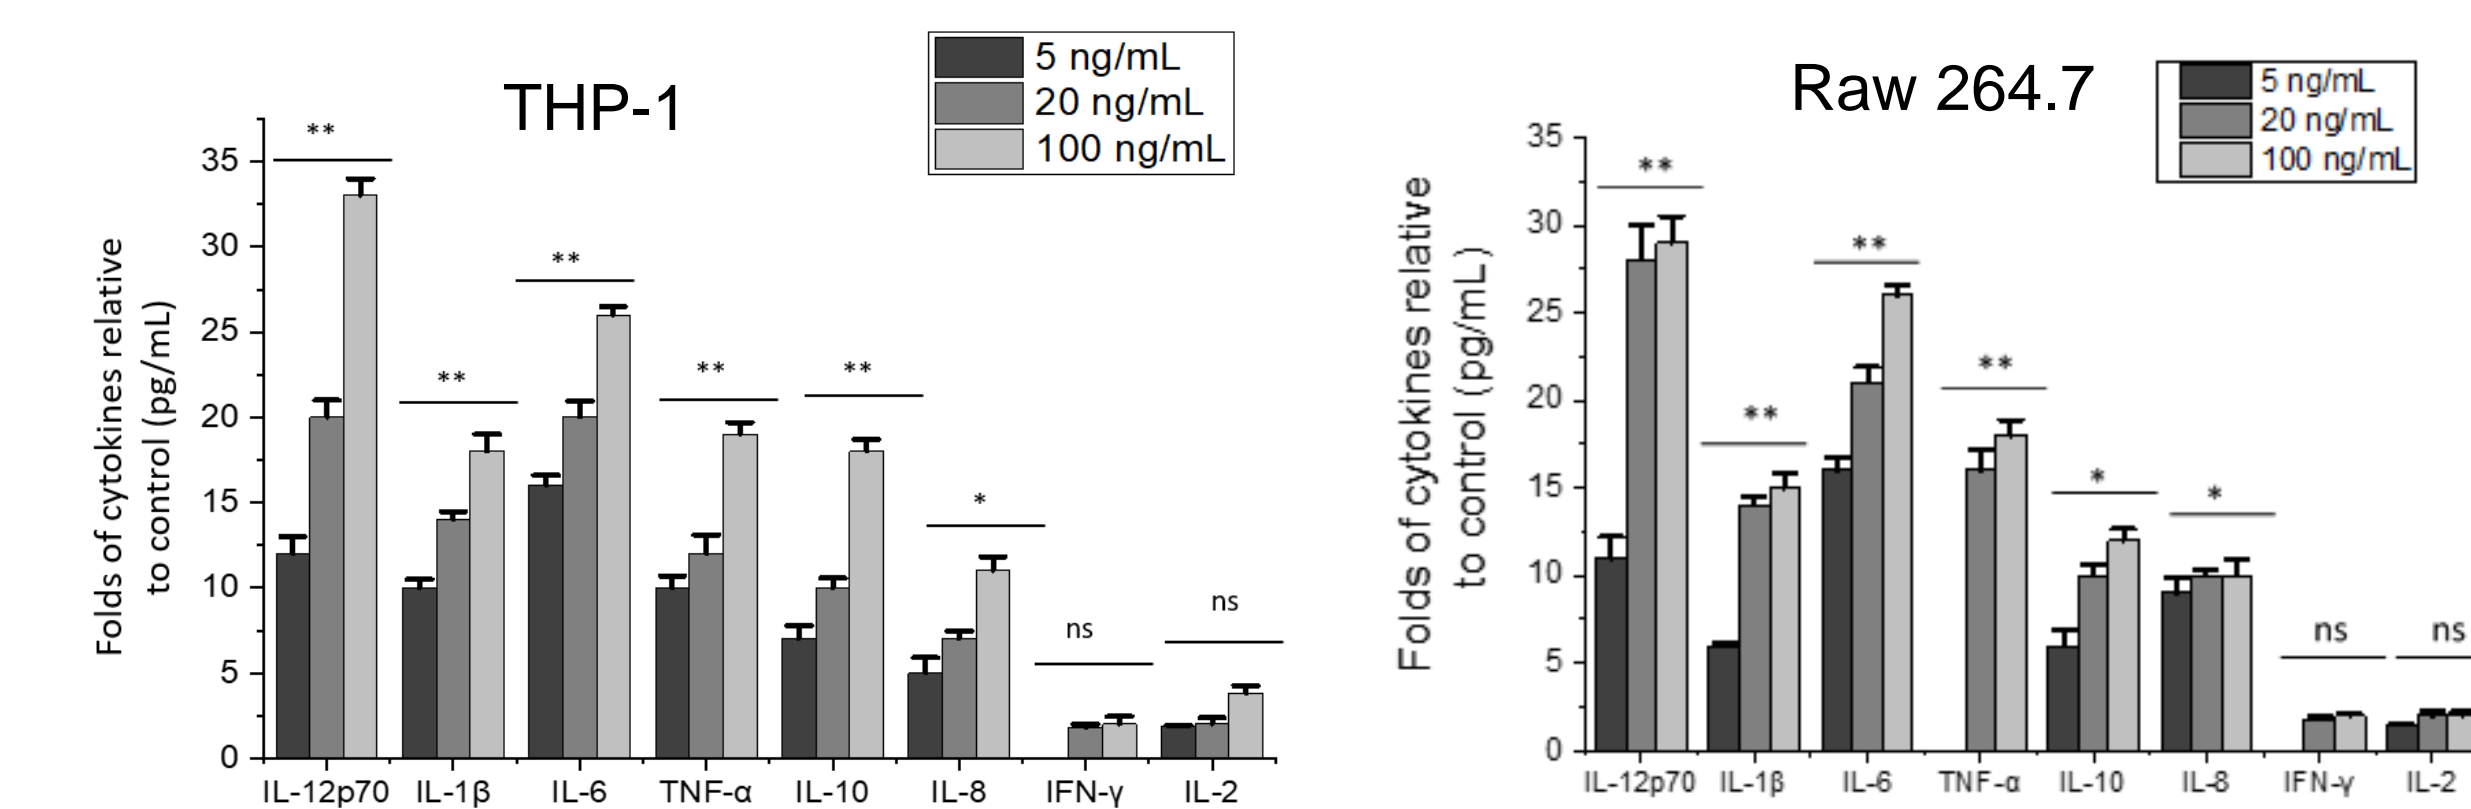 THP-1
5 ng/mL
20 ng/mL
100 ng/mL
Folds of cytokines relative
to control (pg/mL)
35
30
25
20
15
10
5
0
**
**
**
**
**
*
ns
ns
IL-12p70 IL-1β IL-6 TNF-α IL-10 IL-8 IFN-γ IL-2
Raw 264.7
5 ng/mL
20 ng/mL
100 ng/mL
Folds of cytokines relative
to control (pg/mL)
35
30
25
20
15
10
5
0
**
**
**
**
*
*
ns
ns
IL-12p70 IL-1β IL-6 TNF-α IL-10 IL-8 IFN-γ IL-2